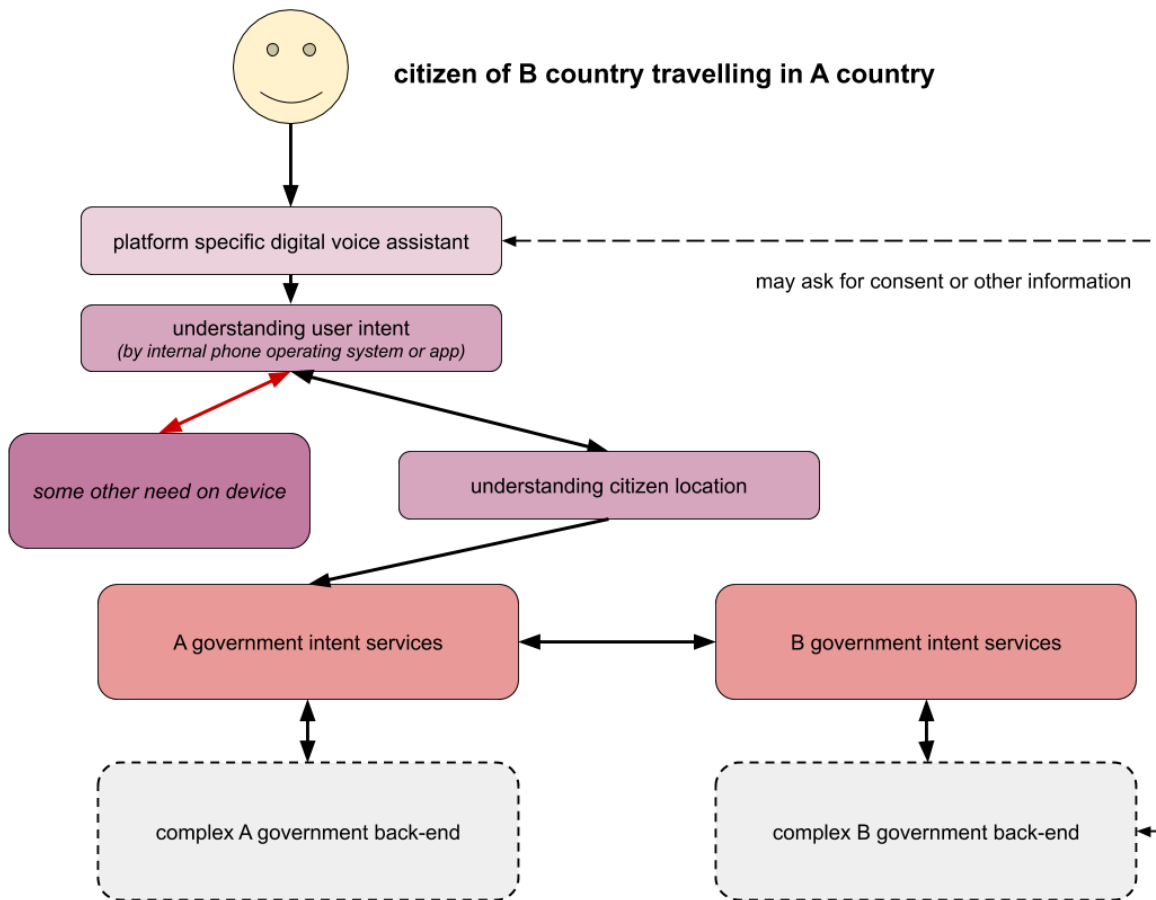 citizen of B country travelling in A country
platform specific digital voice assistant
may ask for consent or other information
understanding user intent
(by internal phone operating system or app)
some other need on device
understanding citizen location
A government intent services
B government intent services
complex A government back-end
complex B government back-end